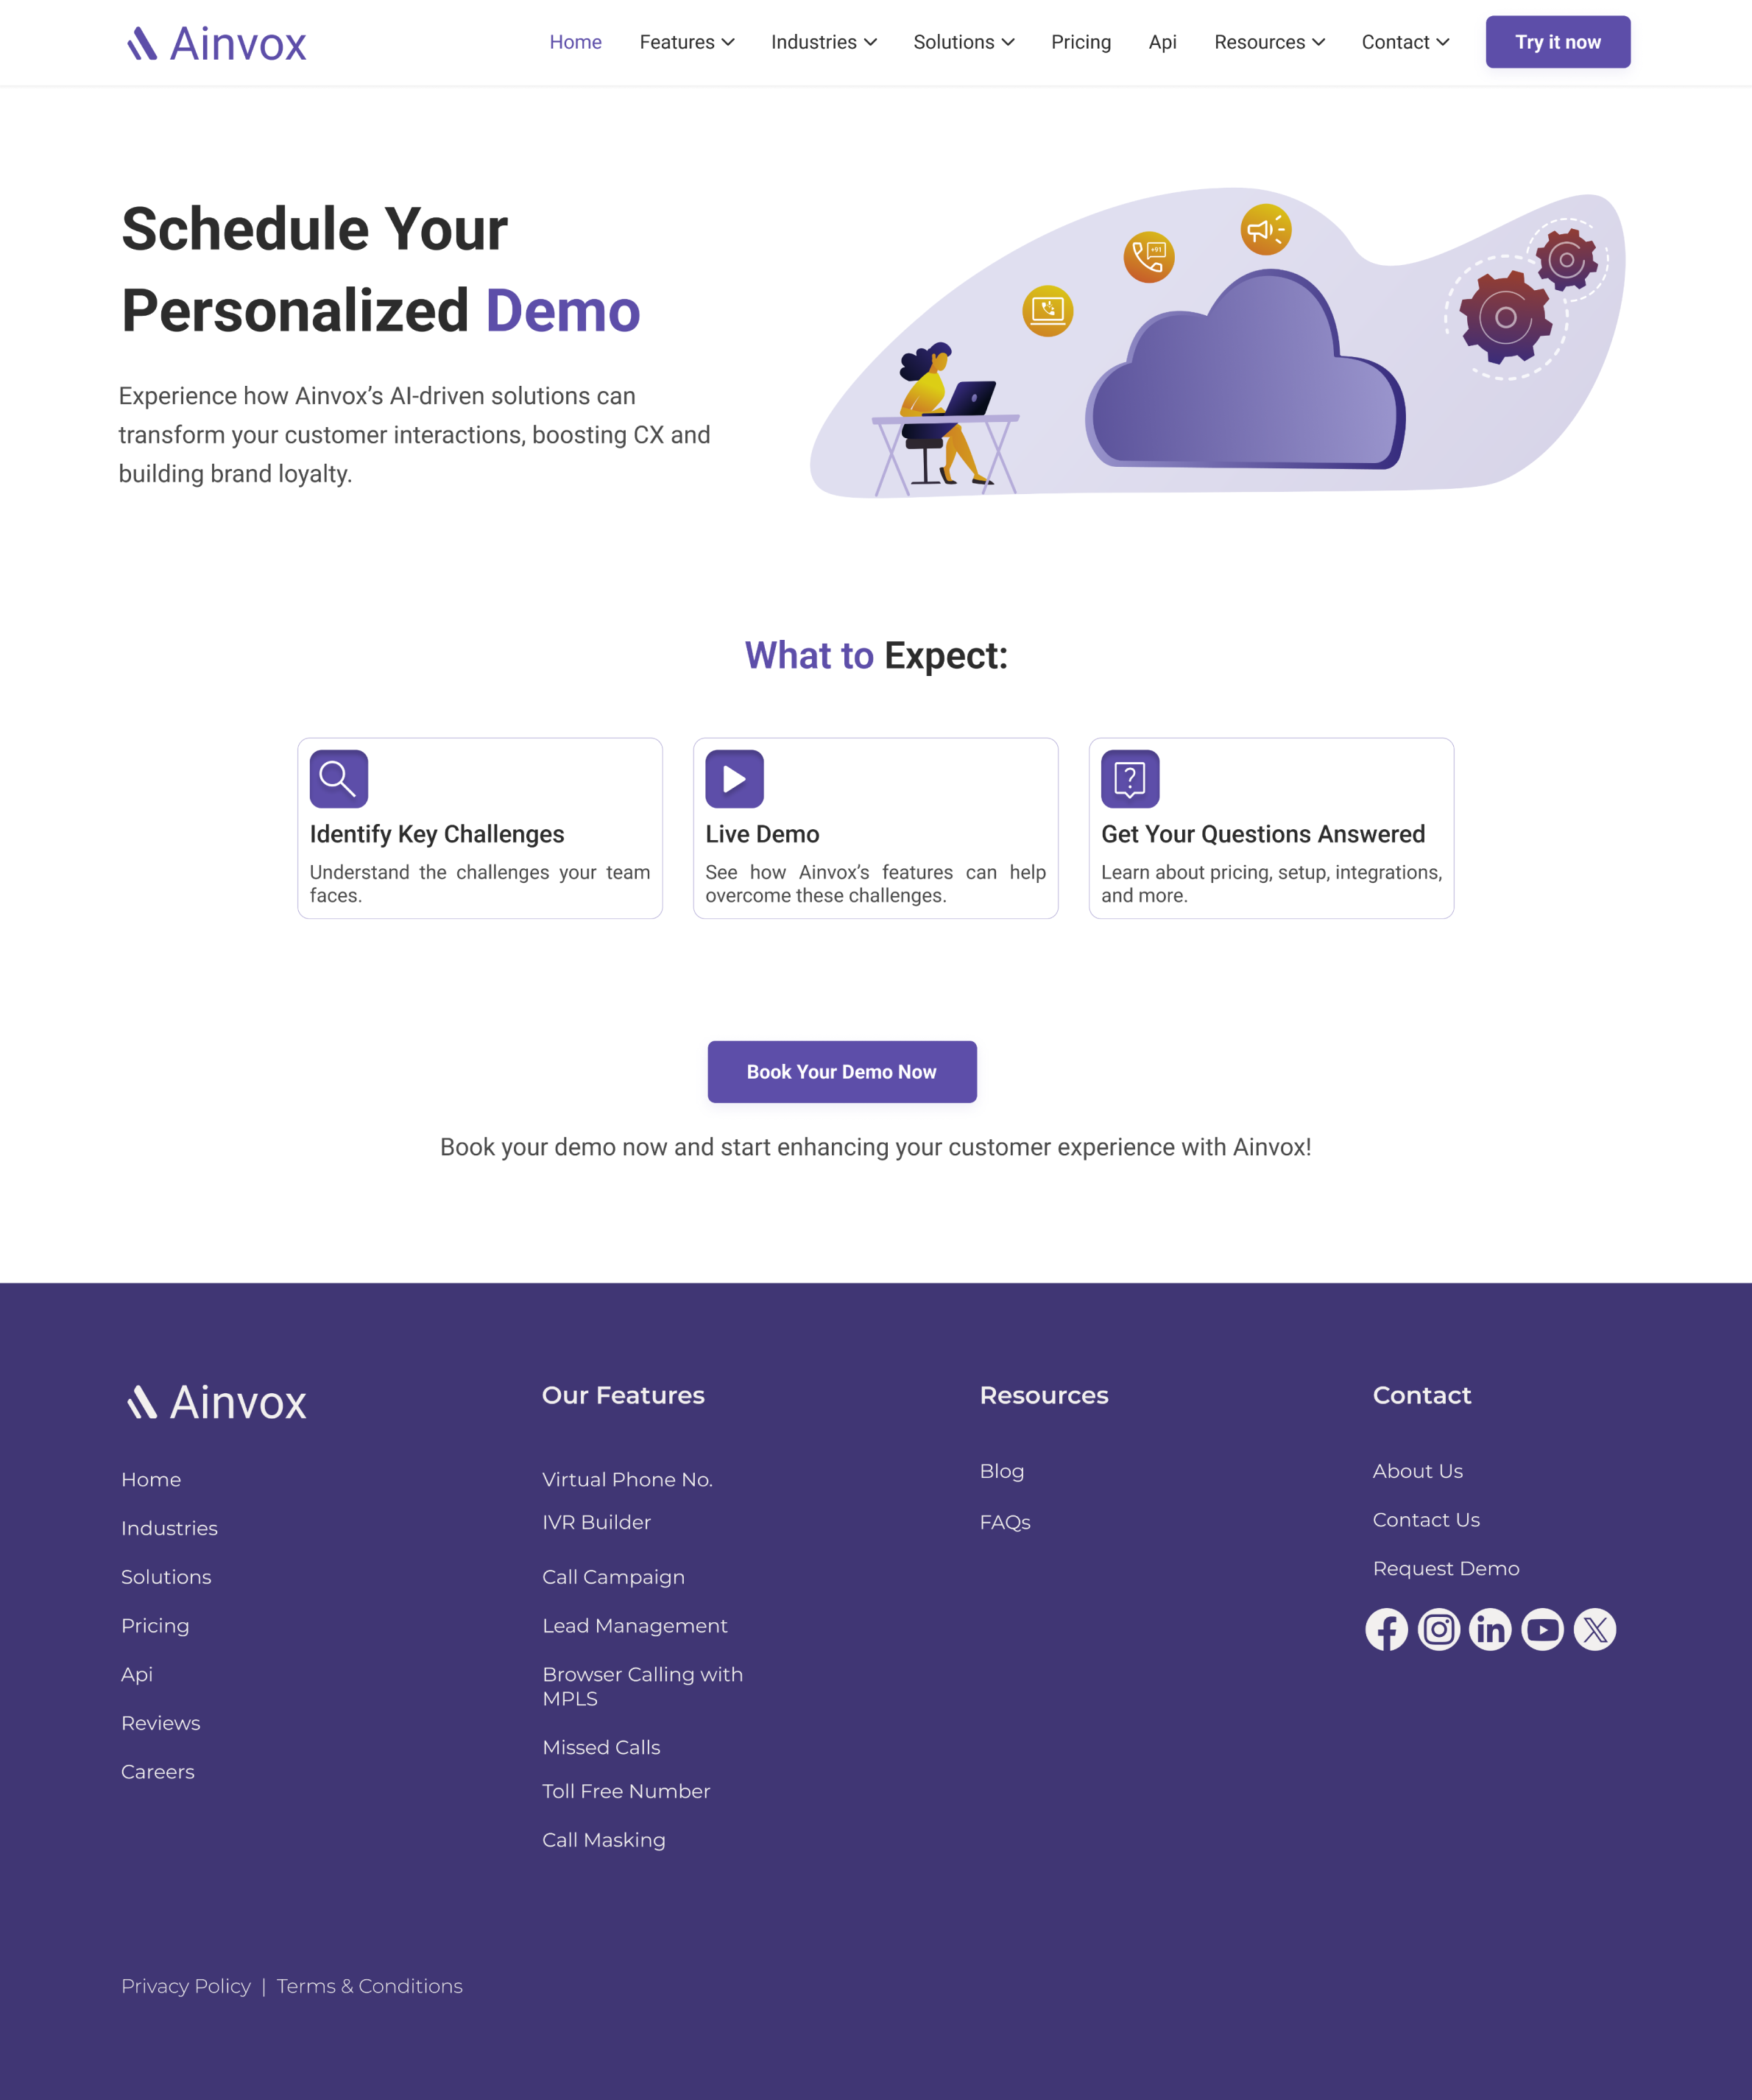 Ainvox
Home
Features
Industries
Solutions
Pricing
Api
Resources
Contact
Try it now
Schedule Your
Personalized Demo
Experience how Ainvox’s AI-driven solutions can
transform your customer interactions, boosting CX and
building brand loyalty.
+91
What to Expect:
Identify Key Challenges
Understand the challenges your team
faces.
Live Demo
See how Ainvox’s features can help
overcome these challenges.
Get Your Questions Answered
Learn about pricing, setup, integrations,
and more.
Book Your Demo Now
Book your demo now and start enhancing your customer experience with Ainvox!
Ainvox
Home
Industries
Solutions
Pricing
Api
Reviews
Careers
Our Features
Virtual Phone No.
IVR Builder
Call Campaign
Lead Management
Browser Calling with
MPLS
Missed Calls
Toll Free Number
Call Masking
Resources
Blog
FAQs
Contact
About Us
Contact Us
Request Demo
Privacy Policy | Terms & Conditions